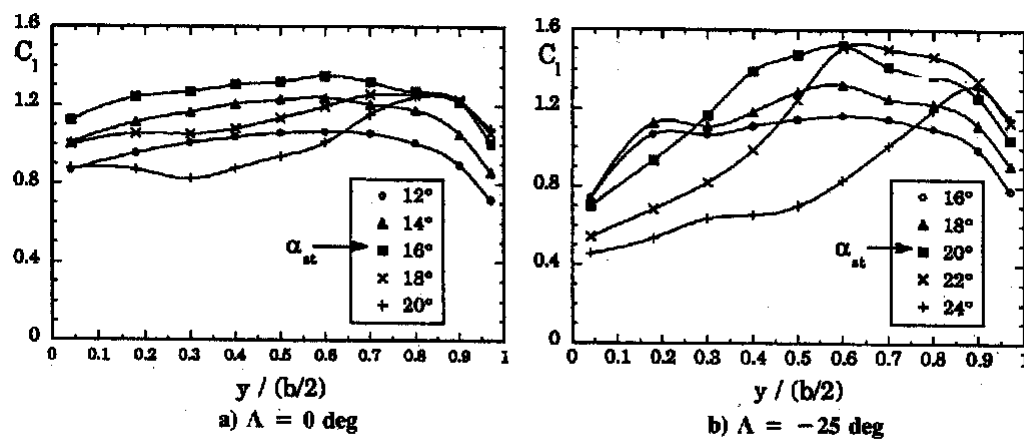 1.6
C₁
1.2
0.8
0.4
0
0 0.1 0.2 0.3 0.4 0.5 0.6 0.7 0.8 0.9 1
12°
14°
α_st 16°
18°
20°
y / (b/2)
a) Λ = 0 deg
1.6
C₁
1.2
0.8
0.4
0
0 0.1 0.2 0.3 0.4 0.5 0.6 0.7 0.8 0.9 1
16°
18°
α_st 20°
22°
24°
y / (b/2)
b) Λ = −25 deg